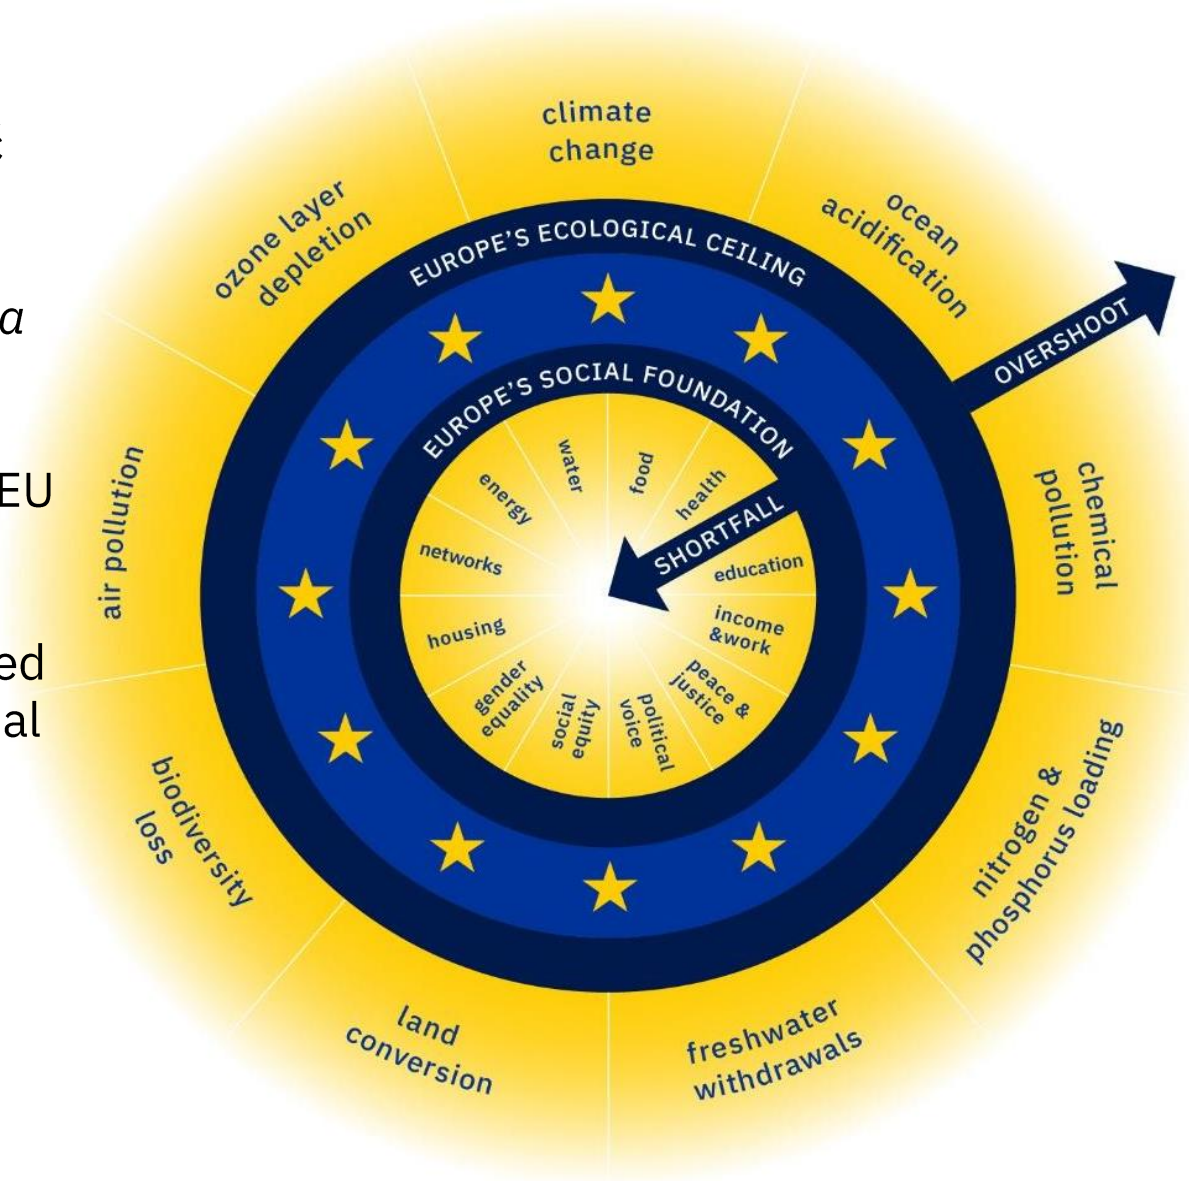 a
EU
ed
al
climate
change
ocean
acidification
chemical
pollution
nitrogen &
phosphorus loading
freshwater
withdrawals
land
conversion
biodiversity
loss
air pollution
ozone layer
depletion
EUROPE'S ECOLOGICAL CEILING
OVERSHOOT
EUROPE'S SOCIAL FOUNDATION
SHORTFALL
water
food
health
education
income
&work
peace &
justice
political
voice
social
equity
gender
equality
housing
networks
energy